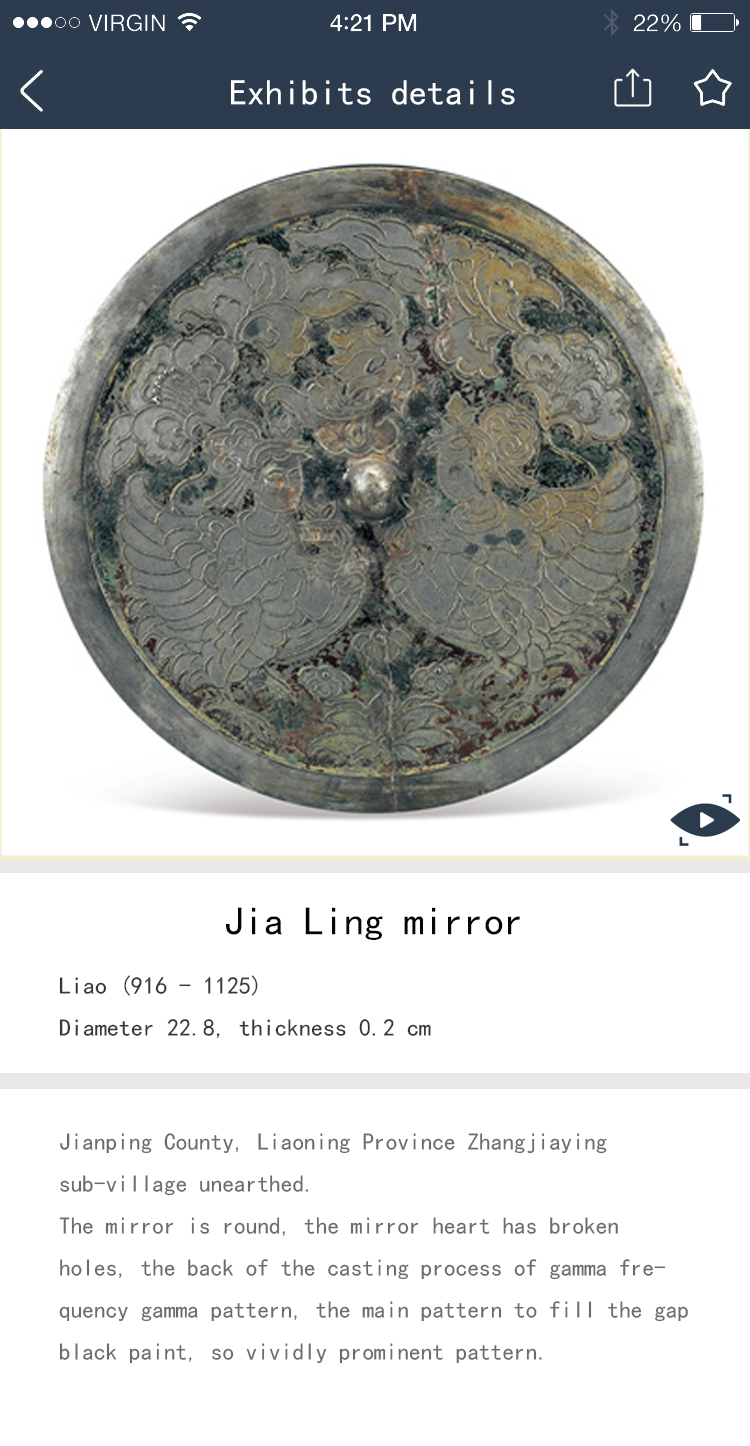 VIRGIN 4:21 PM 22%
Exhibits details
Jia Ling mirror
Liao (916 - 1125)
Diameter 22.8, thickness 0.2 cm
Jianping County, Liaoning Province Zhangjiaying
sub-village unearthed.
The mirror is round, the mirror heart has broken
holes, the back of the casting process of gamma fre-
quency gamma pattern, the main pattern to fill the gap
black paint, so vividly prominent pattern.